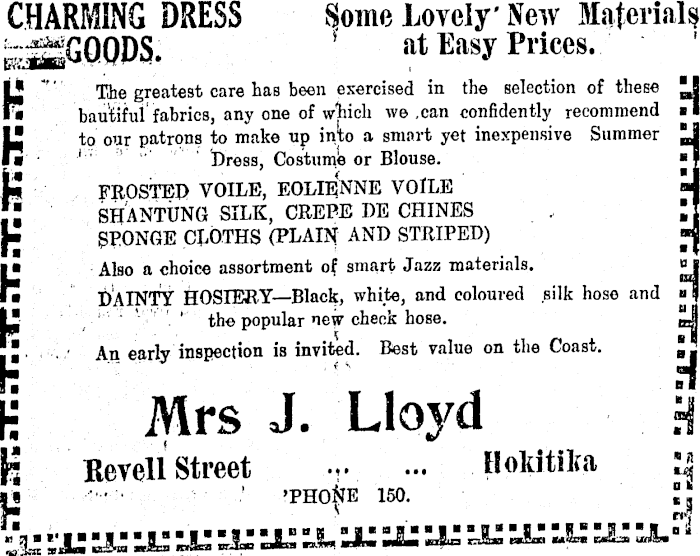 CHARMING DRESS GOODS.
Some Lovely New Materials at Easy Prices.
The greatest care has been exercised in the selection of these
bautiful fabrics, any one of which we can confidently recommend
to our patrons to make up into a smart yet inexpensive Summer
Dress, Costume or Blouse.
FROSTED VOILE, EOLIENNE VOILE
SHANTUNG SILK, CREPE DE CHINES
SPONGE CLOTHS (PLAIN AND STRIPED)
Also a choice assortment of smart Jazz materials.
DAINTY HOSIERY—Black, white, and coloured silk hose and
the popular new check hose.
An early inspection is invited. Best value on the Coast.
Mrs J. Lloyd
Revell Street ... ... Hokitika
'PHONE 150.